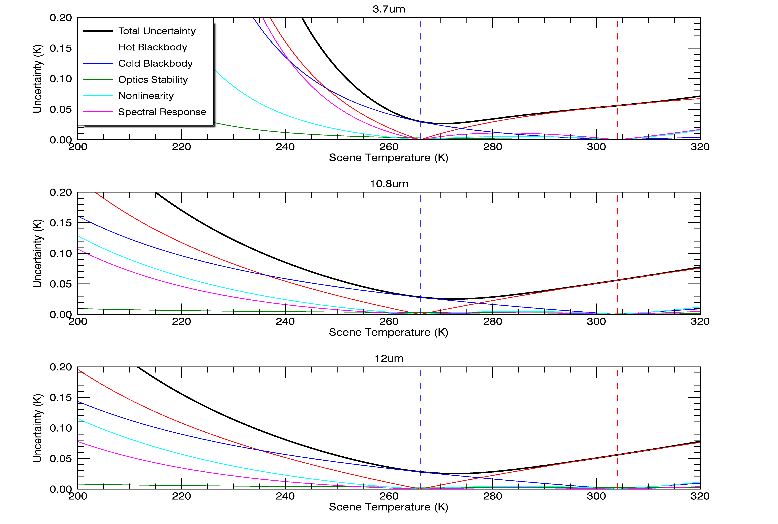 3.7um
0.20
0.15
0.10
0.05
0.00
Uncertainty (K)
Total Uncertainty
Hot Blackbody
Cold Blackbody
Optics Stability
Nonlinearity
Spectral Response
200 220 240 260 280 300 320
Scene Temperature (K)
10.8um
0.20
0.15
0.10
0.05
0.00
Uncertainty (K)
200 220 240 260 280 300 320
Scene Temperature (K)
12um
0.20
0.15
0.10
0.05
0.00
Uncertainty (K)
200 220 240 260 280 300 320
Scene Temperature (K)